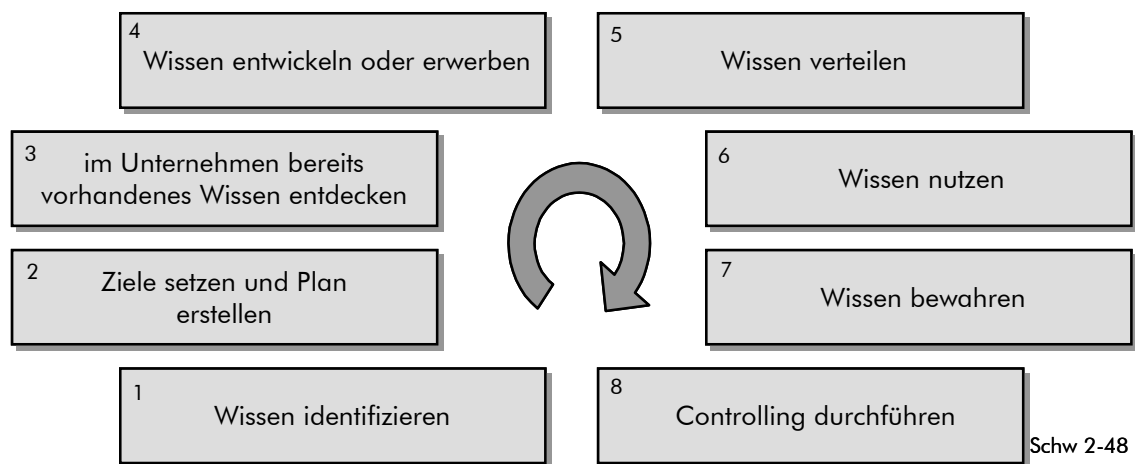 4
Wissen entwickeln oder erwerben
5
Wissen verteilen
3
im Unternehmen bereits
vorhandenes Wissen entdecken
6
Wissen nutzen
2
Ziele setzen und Plan
erstellen
7
Wissen bewahren
1
Wissen identifizieren
8
Controlling durchführen
Schw 2-48